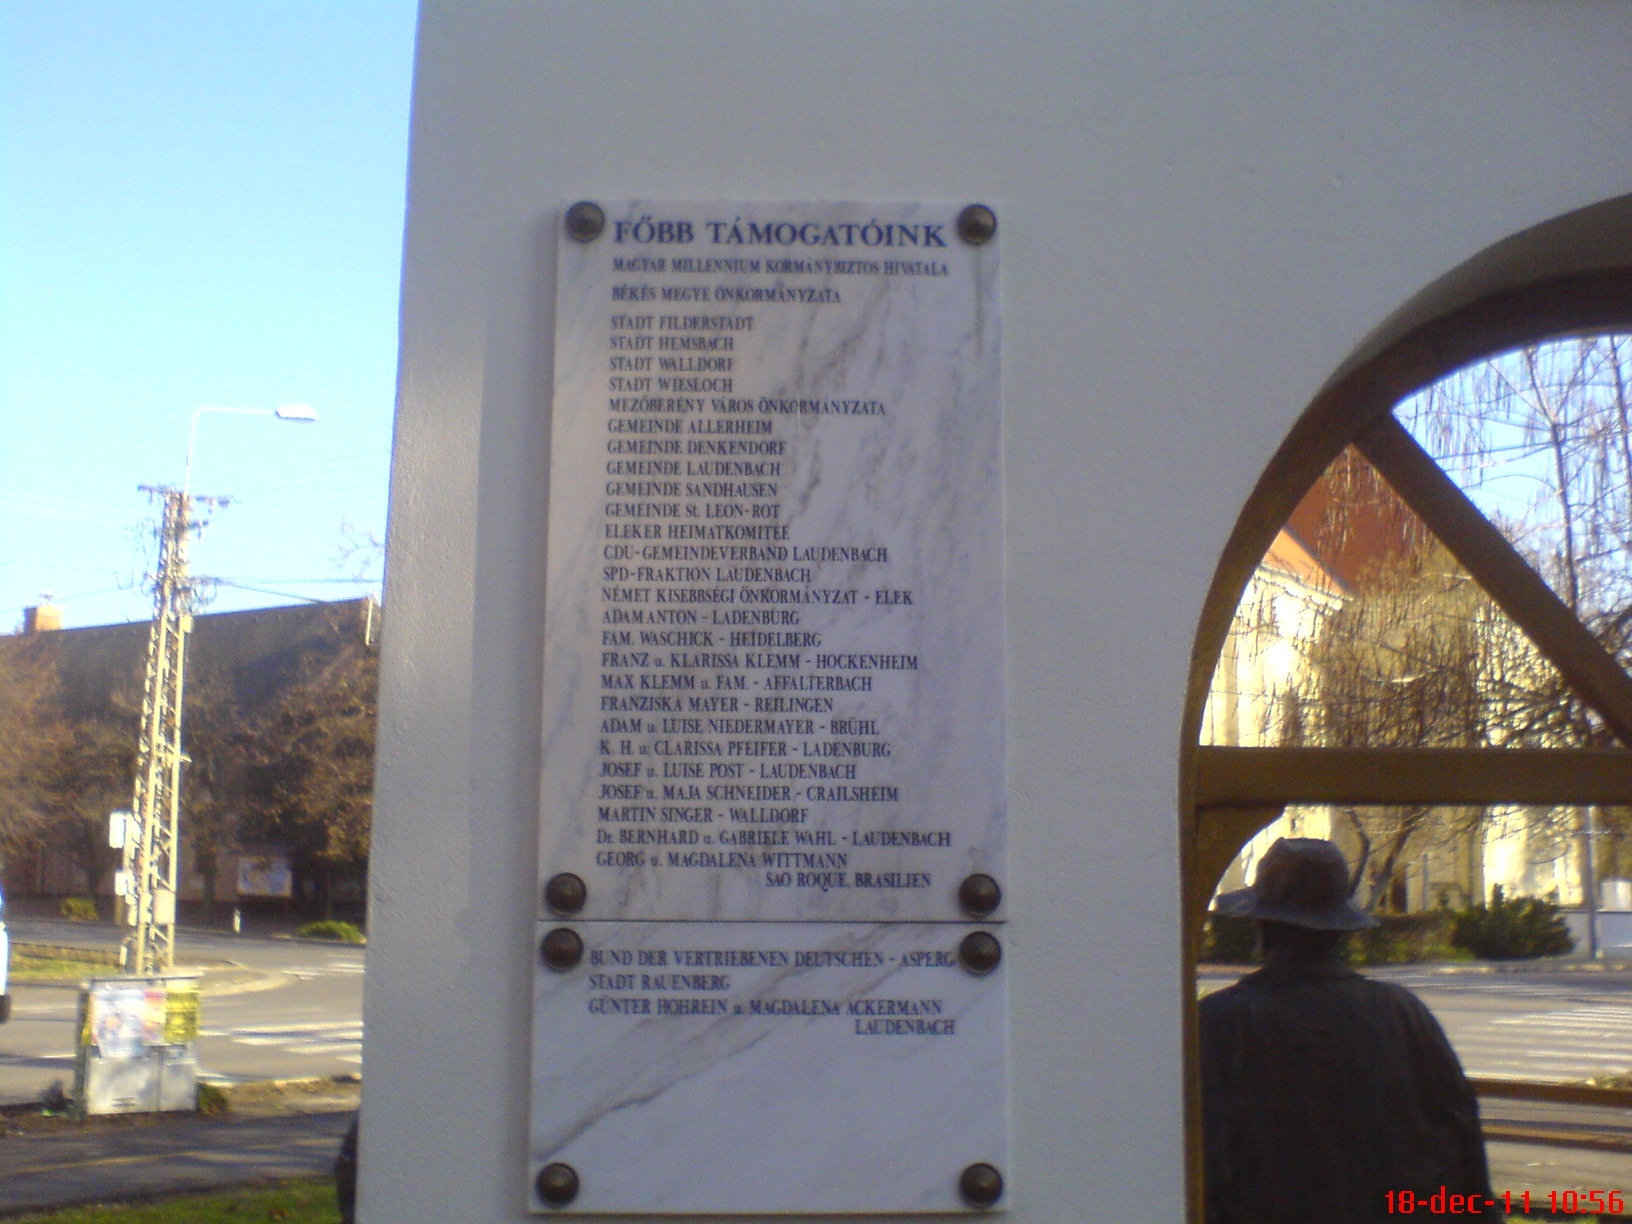 FŐBB TÁMOGATÓINK
MAGYAR MILLENNIUM KORMÁNYBIZTOS HIVATALA
BÉKÉS MEGYE ÖNKORMÁNYZATA
STADT FILDERSTADT
STADT HEMSBACH
STADT WALLDORF
STADT WIESLOCH
MEZŐBERÉNY VÁROS ÖNKORMÁNYZATA
GEMEINDE ALLERHEIM
GEMEINDE DENKENDORF
GEMEINDE LAUDENBACH
GEMEINDE SANDHAUSEN
GEMEINDE St. LEON-ROT
ELEKER HEIMATKOMITEE
CDU-GEMEINDEVERBAND LAUDENBACH
SPD-FRAKTION LAUDENBACH
NÉMET KISEBBSÉGI ÖNKORMÁNYZAT - ELEK
ADAM ANTON - LADENBURG
FAM. WASCHICK - HEIDELBERG
FRANZ u. KLARISSA KLEMM - HOCKENHEIM
MAX KLEMM u. FAM. - AFFALTERBACH
FRANZISKA MAYER - REILINGEN
ADAM u. LUISE NIEDERMAYER - BRÜHL
K. H. u. CLARISSA PFEIFER - LADENBURG
JOSEF u. LUISE POST - LAUDENBACH
JOSEF u. MAJA SCHNEIDER - CRAILSHEIM
MARTIN SINGER - WALLDORF
Dr. BERNHARD u. GABRIELE WAHL - LAUDENBACH
GEORG u. MAGDALENA WITTMANN
SAO ROQUE, BRASILIEN
BUND DER VERTRIEBENEN DEUTSCHEN - ASPERG
STADT RAUENBERG
GÜNTER HOHREIN u. MAGDALENA ACKERMANN
LAUDENBACH
18-dec-11 10:56